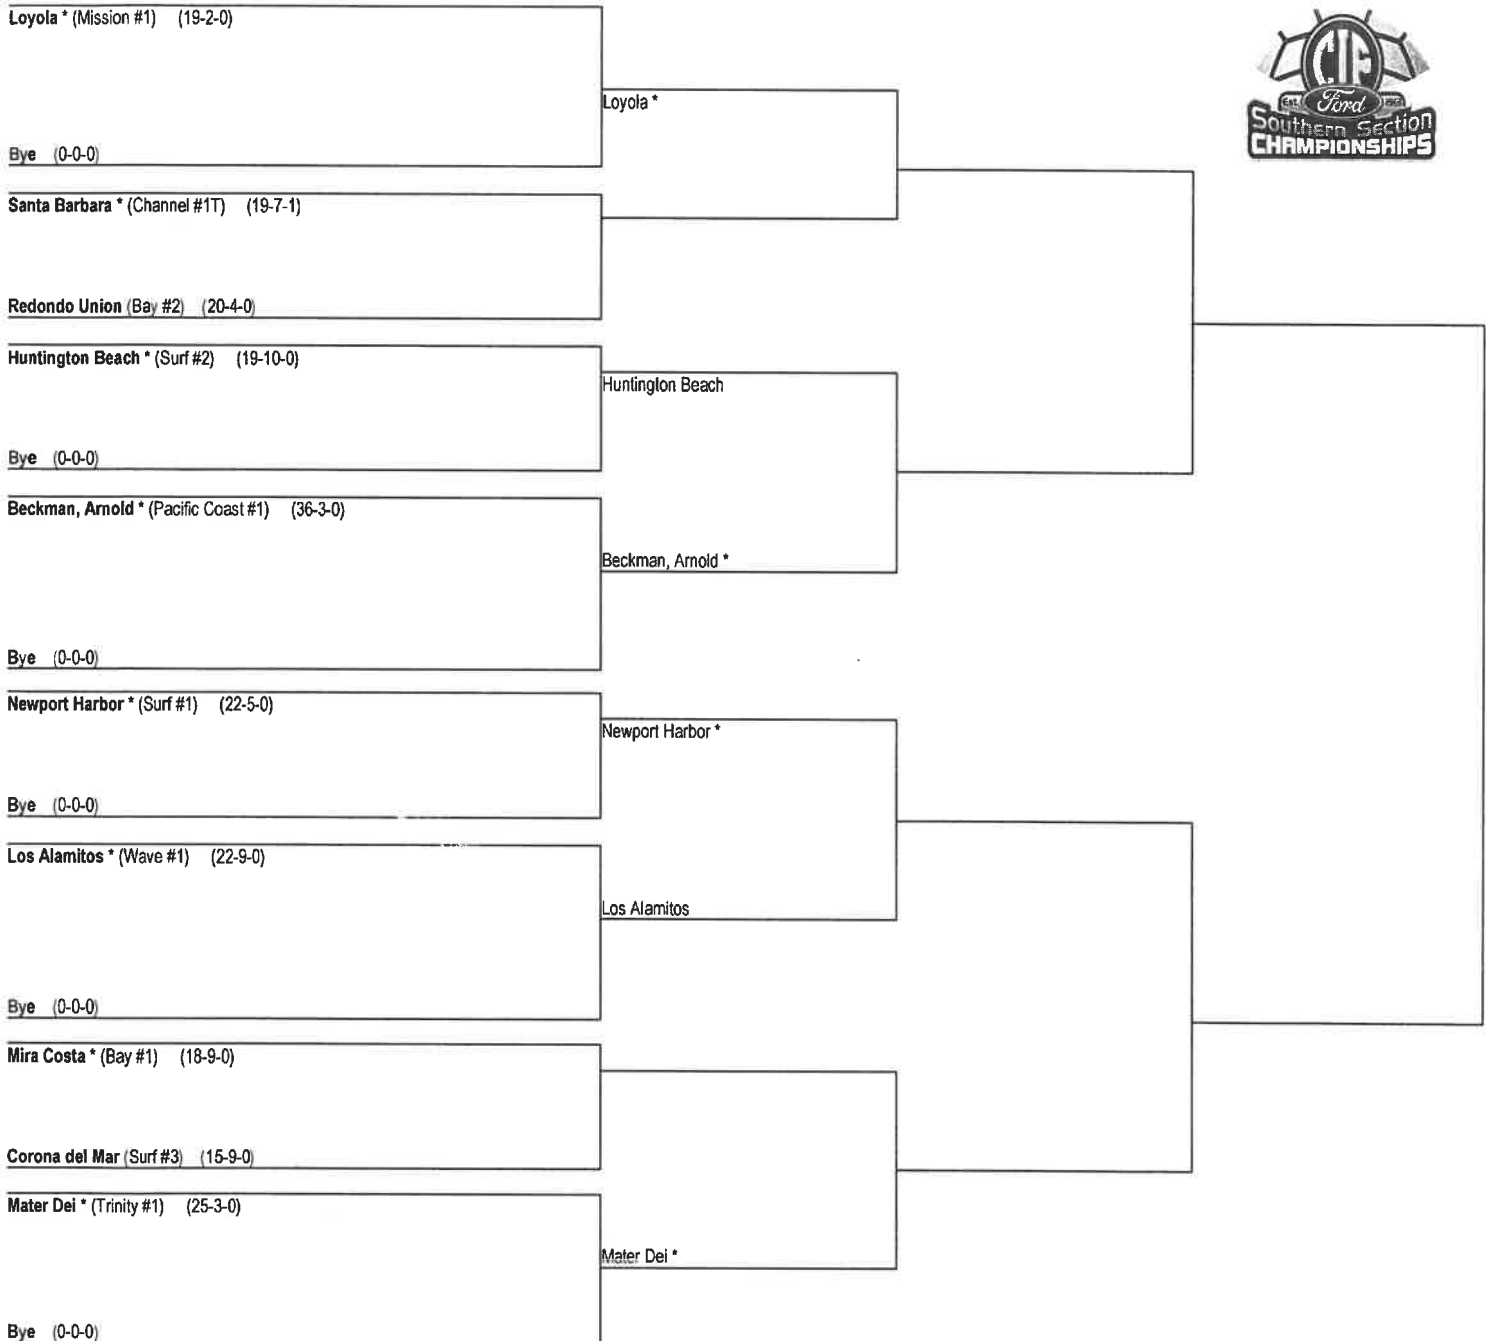 Loyola * (Mission #1) (19-2-0)
Bye (0-0-0)
Santa Barbara * (Channel #1T) (19-7-1)
Redondo Union (Bay #2) (20-4-0)
Huntington Beach * (Surf #2) (19-10-0)
Bye (0-0-0)
Beckman, Arnold * (Pacific Coast #1) (36-3-0)
Bye (0-0-0)
Newport Harbor * (Surf #1) (22-5-0)
Bye (0-0-0)
Los Alamitos * (Wave #1) (22-9-0)
Bye (0-0-0)
Mira Costa * (Bay #1) (18-9-0)
Corona del Mar (Surf #3) (15-9-0)
Mater Dei * (Trinity #1) (25-3-0)
Bye (0-0-0)
Loyola *
Huntington Beach
Beckman, Arnold *
Newport Harbor *
Los Alamitos
Mater Dei *
CIF
Est.
Ford
Southern Section
CHAMPIONSHIPS